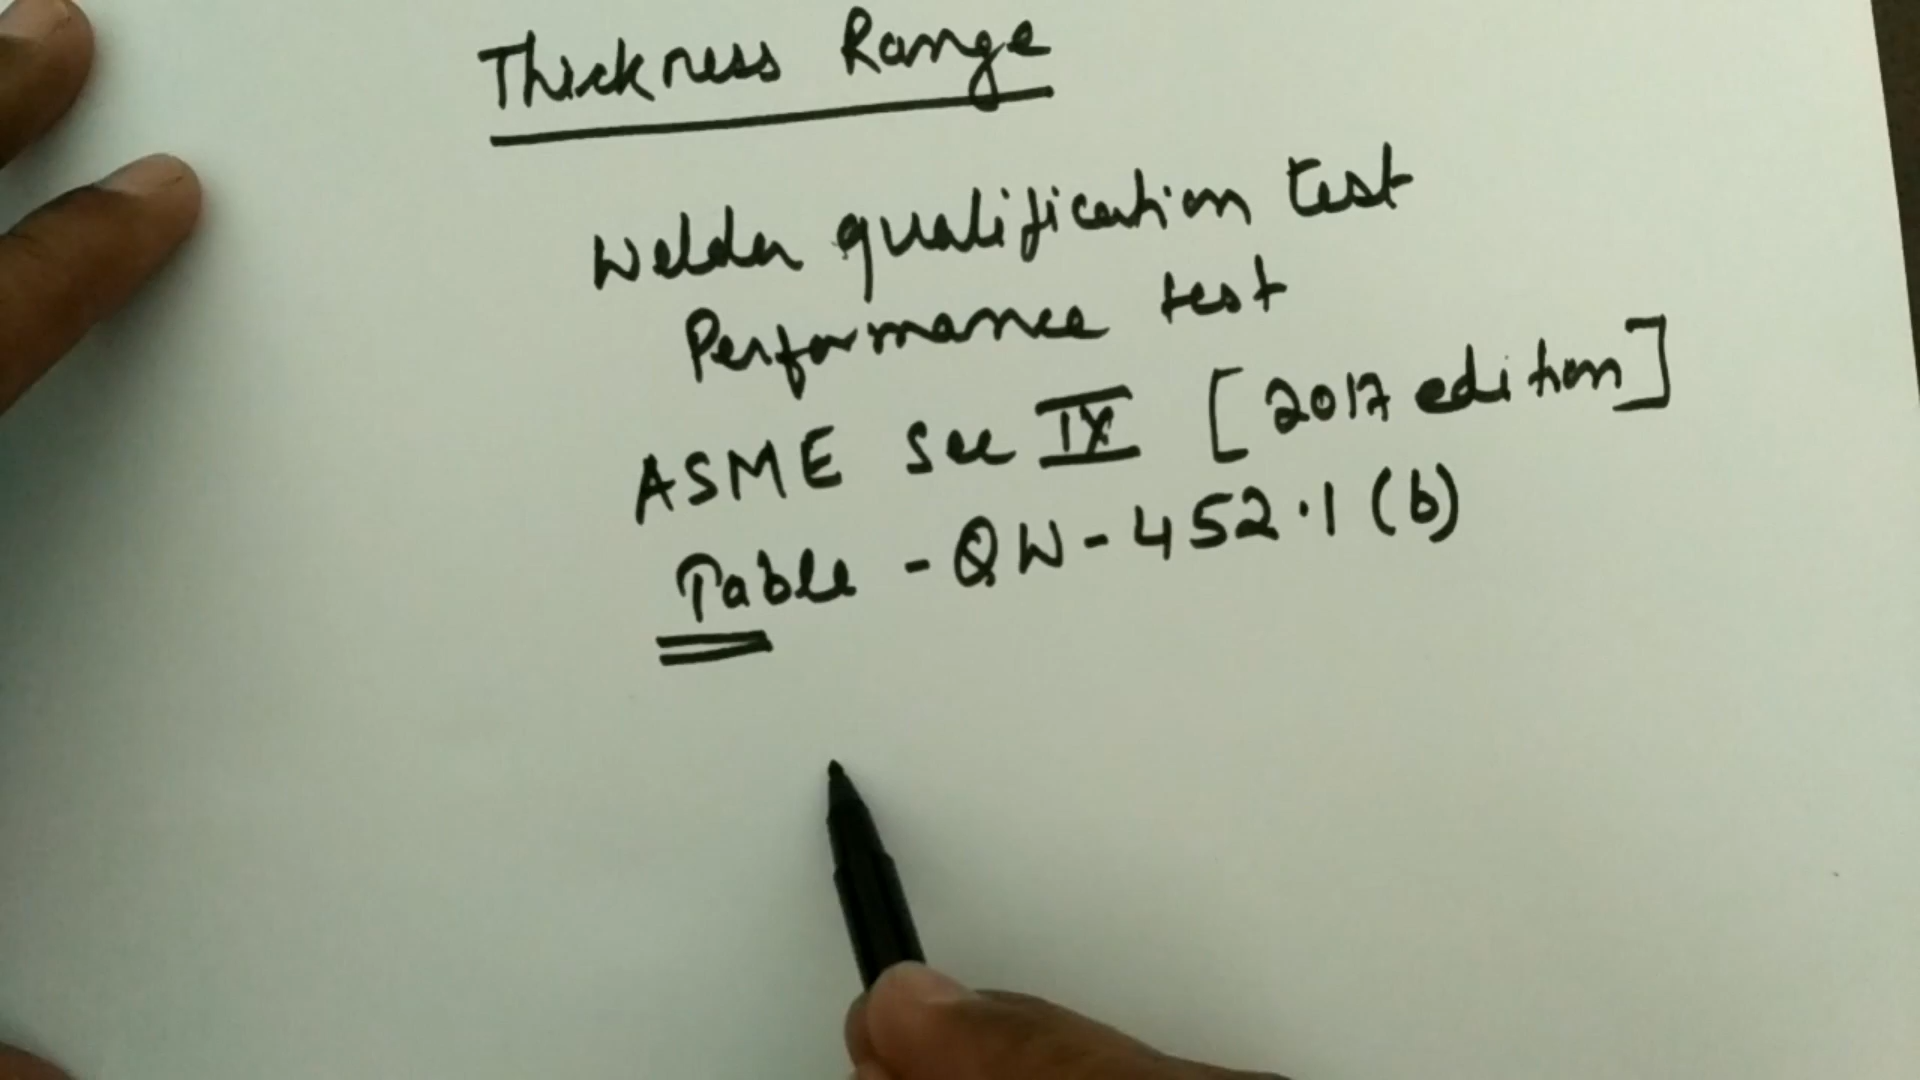 Thickness Range
Welder qualification test
Performance test
ASME Sec IX [2017 edition]
Table - QW-452.1(b)